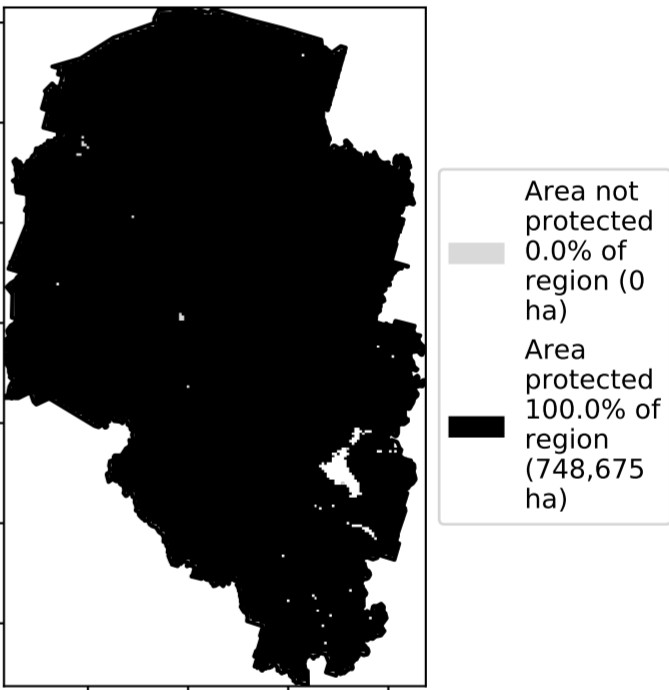 Area not
protected
0.0% of
region (0
ha)
Area
protected
100.0% of
region
(748,675
ha)